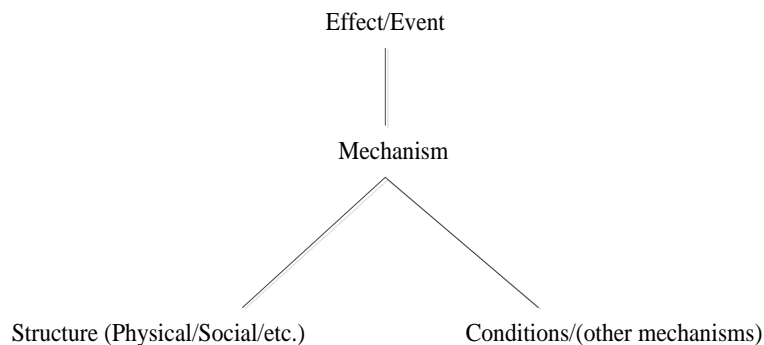 Effect/Event
Mechanism
Structure (Physical/Social/etc.)
Conditions/(other mechanisms)